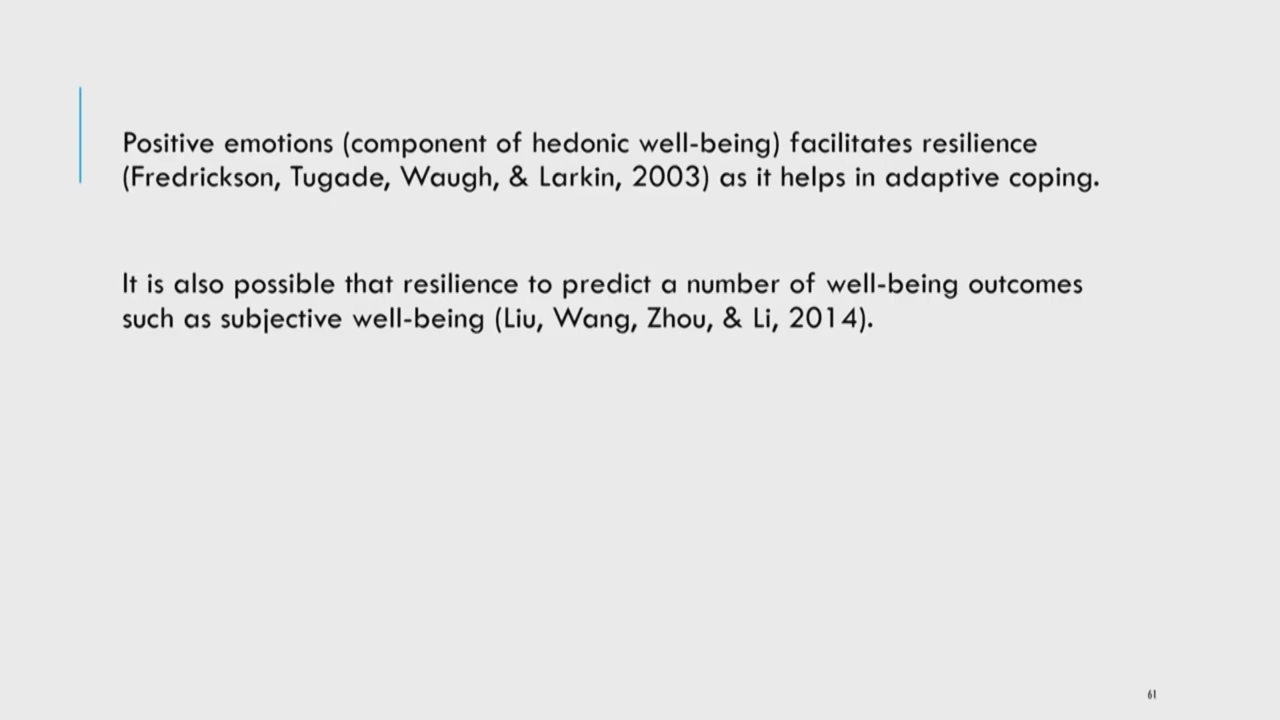 Positive emotions (component of hedonic well-being) facilitates resilience
(Fredrickson, Tugade, Waugh, & Larkin, 2003) as it helps in adaptive coping.
It is also possible that resilience to predict a number of well-being outcomes
such as subjective well-being (Liu, Wang, Zhou, & Li, 2014).
61